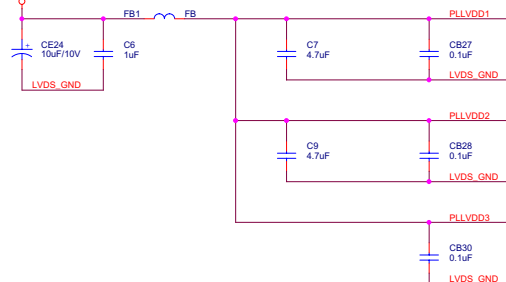 FB1 FB PLLVDD1
CE24 C6 C7 CB27
10uF/10V 1uF 4.7uF 0.1uF
LVDS_GND LVDS_GND
PLLVDD2
C9 CB28
4.7uF 0.1uF
LVDS_GND
PLLVDD3
CB30
0.1uF
LVDS_GND